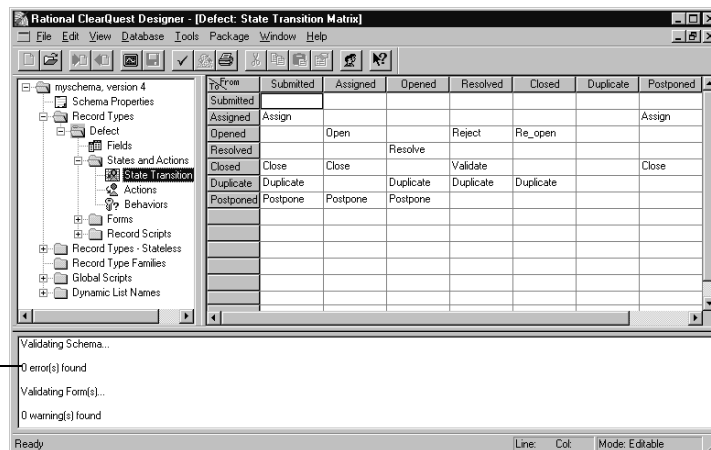 Rational ClearQuest Designer - [Defect: State Transition Matrix]
File Edit View Database Tools Package Window Help
myschema, version 4
Schema Properties
Record Types
Defect
Fields
States and Actions
State Transition
Actions
Behaviors
Forms
Record Scripts
Record Types - Stateless
Record Type Families
Global Scripts
Dynamic List Names
From To Submitted Assigned Opened Resolved Closed Duplicate Postponed
Submitted
Assigned Assign Assign
Opened Open Reject Re_open
Resolved Resolve
Closed Close Close Validate Close
Duplicate Duplicate Duplicate Duplicate Duplicate
Postponed Postpone Postpone Postpone
Validating Schema...
0 error(s) found
Validating Form(s)...
0 warning(s) found
Ready Line: Col: Mode: Editable